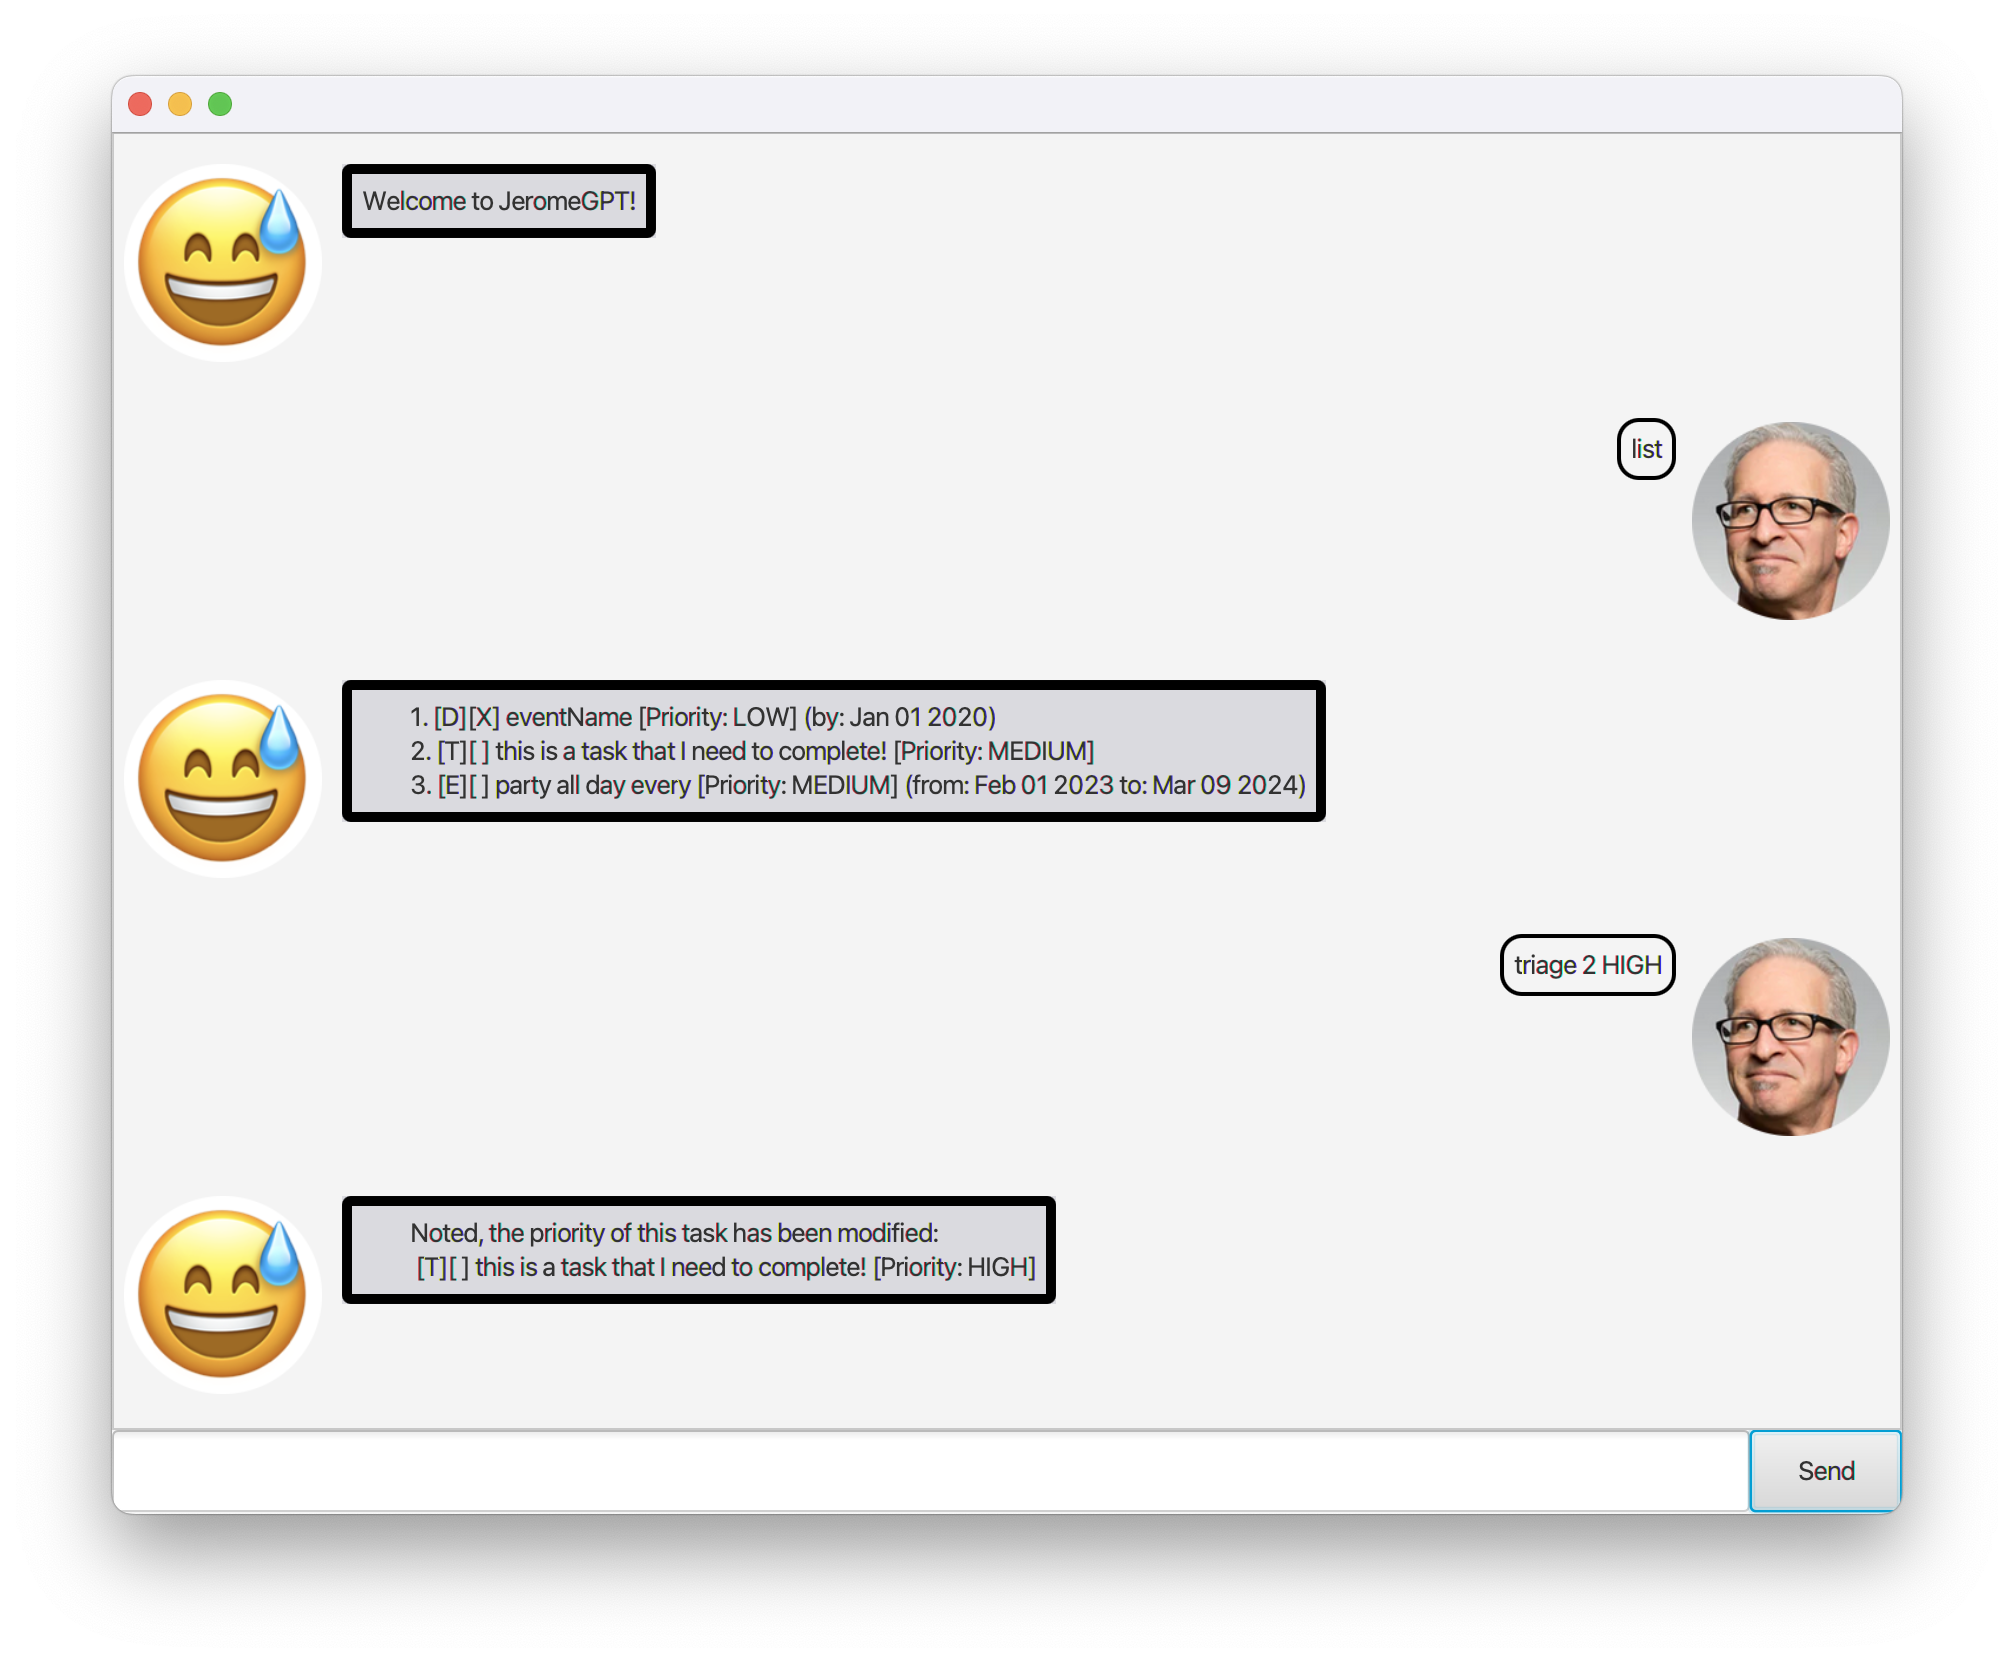 Welcome to JeromeGPT!
list
1. [D][X] eventName [Priority: LOW] (by: Jan 01 2020)
2. [T][ ] this is a task that I need to complete! [Priority: MEDIUM]
3. [E][ ] party all day every [Priority: MEDIUM] (from: Feb 01 2023 to: Mar 09 2024)
triage 2 HIGH
Noted, the priority of this task has been modified:
[T][ ] this is a task that I need to complete! [Priority: HIGH]
Send